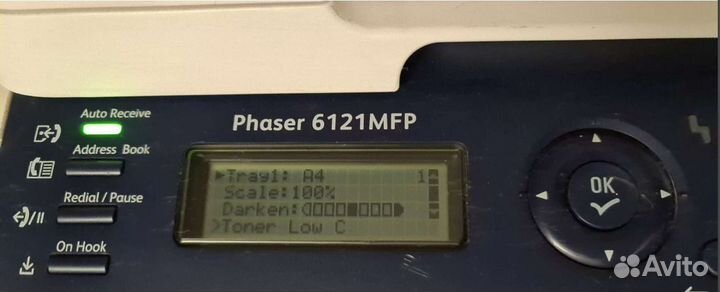 Auto Receive
Phaser 6121MFP
Address Book
Redial / Pause
On Hook
▶Tray1: A4 1
Scale:100%
Darken:
>Toner Low C
OK
Avito